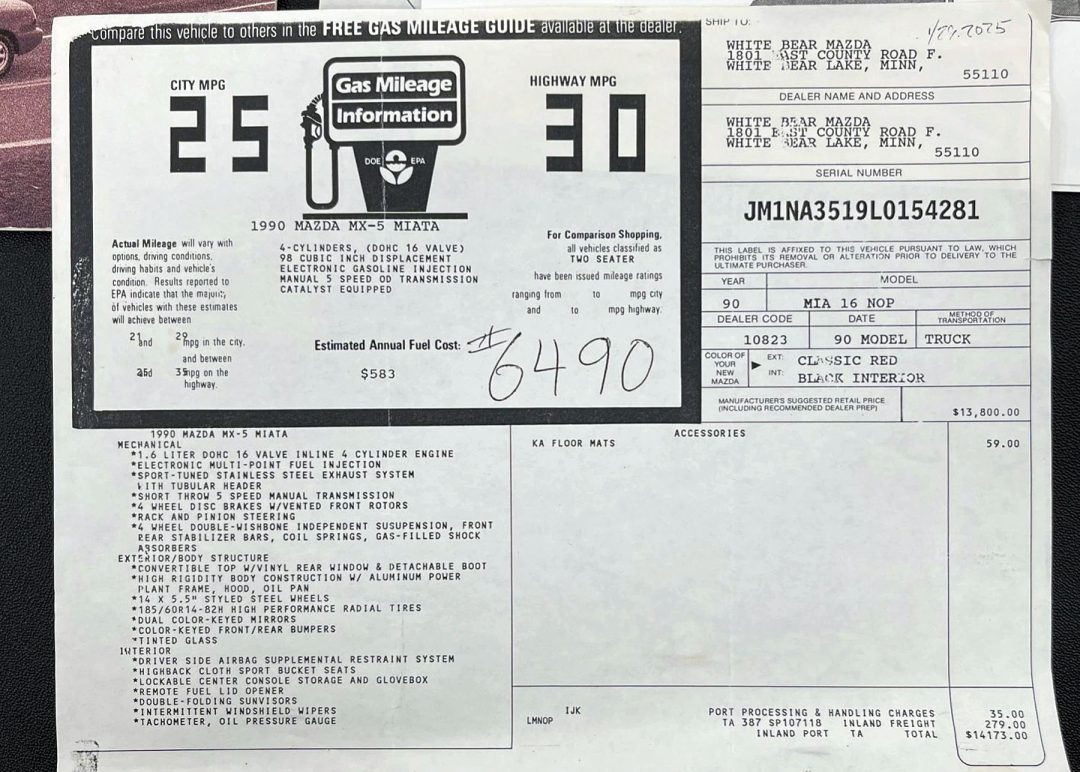 Compare this vehicle to others in the FREE GAS MILEAGE GUIDE available at the dealer.
CITY MPG
25
Gas Mileage
Information
DOE EPA
HIGHWAY MPG
30
1990 MAZDA MX-5 MIATA
Actual Mileage will vary with
options, driving conditions,
driving habits and vehicle's
condition. Results reported to
EPA indicate that the majority
of vehicles with these estimates
will achieve between
21 and 29 mpg in the city.
and between
and 35 mpg on the
highway.
4-CYLINDERS, (DOHC 16 VALVE)
98 CUBIC INCH DISPLACEMENT
ELECTRONIC GASOLINE INJECTION
MANUAL 5 SPEED OD TRANSMISSION
CATALYST EQUIPPED
For Comparison Shopping,
all vehicles classified as
TWO SEATER
have been issued mileage ratings
ranging from to mpg city
and to mpg highway.
Estimated Annual Fuel Cost:
$583
#6490
SHIP TO:
1/27.2025
WHITE BEAR MAZDA
1801 EAST COUNTY ROAD F.
WHITE BEAR LAKE, MINN,
55110
DEALER NAME AND ADDRESS
WHITE BEAR MAZDA
1801 EAST COUNTY ROAD F.
WHITE BEAR LAKE, MINN,
55110
SERIAL NUMBER
JM1NA3519L0154281
THIS LABEL IS AFFIXED TO THIS VEHICLE PURSUANT TO LAW, WHICH
PROHIBITS ITS REMOVAL OR ALTERATION PRIOR TO DELIVERY TO THE
ULTIMATE PURCHASER.
YEAR MODEL
90 MIA 16 NOP
DEALER CODE DATE METHOD OF TRANSPORTATION
10823 90 MODEL TRUCK
COLOR OF
YOUR
NEW
MAZDA
EXT: CLASSIC RED
INT: BLACK INTERIOR
MANUFACTURER'S SUGGESTED RETAIL PRICE
(INCLUDING RECOMMENDED DEALER PREP)
$13,800.00
1990 MAZDA MX-5 MIATA
MECHANICAL
*1.6 LITER DOHC 16 VALVE INLINE 4 CYLINDER ENGINE
*ELECTRONIC MULTI-POINT FUEL INJECTION
*SPORT-TUNED STAINLESS STEEL EXHAUST SYSTEM
WITH TUBULAR HEADER
*SHORT THROW 5 SPEED MANUAL TRANSMISSION
*4 WHEEL DISC BRAKES W/VENTED FRONT ROTORS
*RACK AND PINION STEERING
*4 WHEEL DOUBLE-WISHBONE INDEPENDENT SUSUPENSION, FRONT
REAR STABILIZER BARS, COIL SPRINGS, GAS-FILLED SHOCK
ABSORBERS
EXTERIOR/BODY STRUCTURE
*CONVERTIBLE TOP W/VINYL REAR WINDOW & DETACHABLE BOOT
*HIGH RIGIDITY BODY CONSTRUCTION W/ ALUMINUM POWER
PLANT FRAME, HOOD, OIL PAN
*14 X 5.5" STYLED STEEL WHEELS
*185/60R14-82H HIGH PERFORMANCE RADIAL TIRES
*DUAL COLOR-KEYED MIRRORS
*COLOR-KEYED FRONT/REAR BUMPERS
*TINTED GLASS
INTERIOR
*DRIVER SIDE AIRBAG SUPPLEMENTAL RESTRAINT SYSTEM
*HIGHBACK CLOTH SPORT BUCKET SEATS
*LOCKABLE CENTER CONSOLE STORAGE AND GLOVEBOX
*REMOTE FUEL LID OPENER
*DOUBLE-FOLDING SUNVISORS
*INTERMITTENT WINDSHIELD WIPERS
*TACHOMETER, OIL PRESSURE GAUGE
ACCESSORIES
KA FLOOR MATS 59.00
IJK
LMNOP
PORT PROCESSING & HANDLING CHARGES 35.00
TA 387 SP107118 INLAND FREIGHT 279.00
INLAND PORT TA TOTAL $14173.00